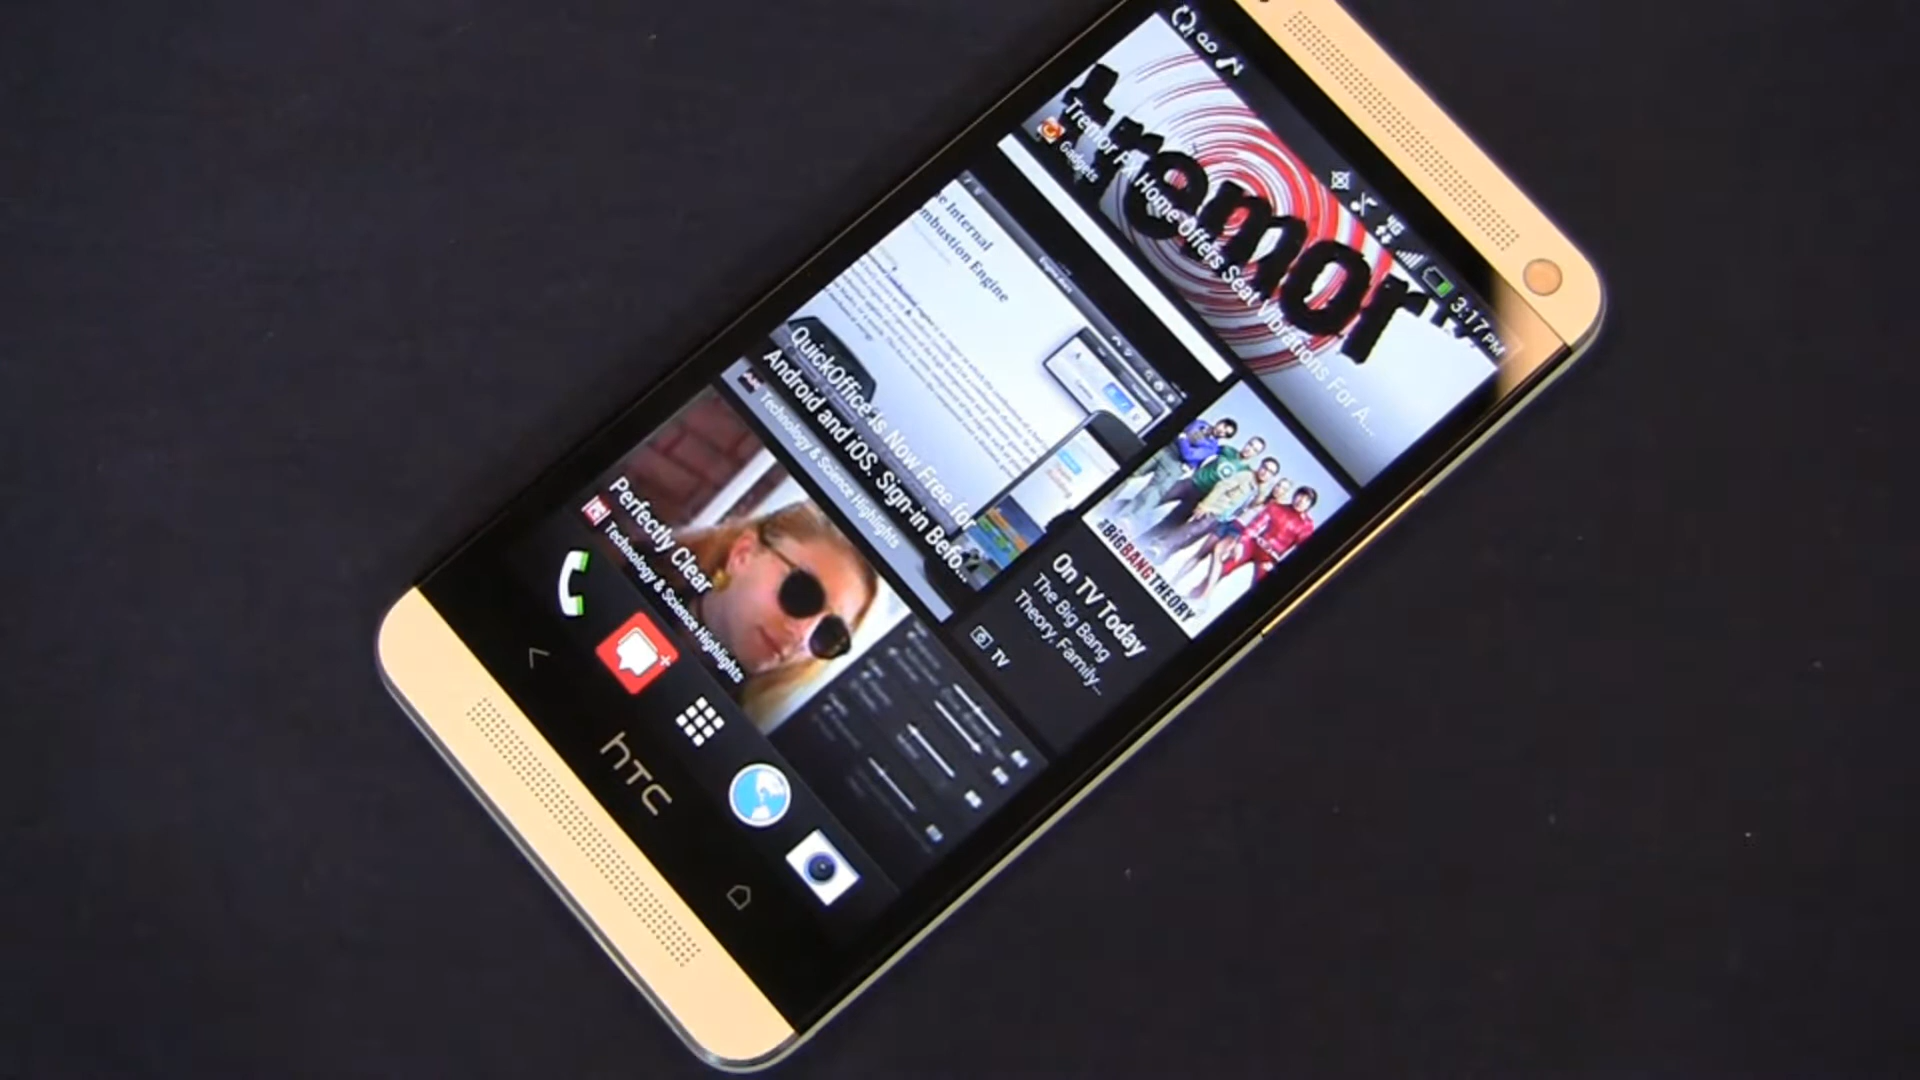 3:17 PM
4G
tremor
Tremor FX Home Offers Seat Vibrations For A...
Gadgets
e Internal
mbustion Engine
QuickOffice is Now Free for
Android and iOS. Sign-in Befo...
Technology & Science Highlights
THE BIG BANG THEORY
On TV Today
The Big Bang
Theory, Family...
TV
Perfectly Clear
Technology & Science Highlights
hTC